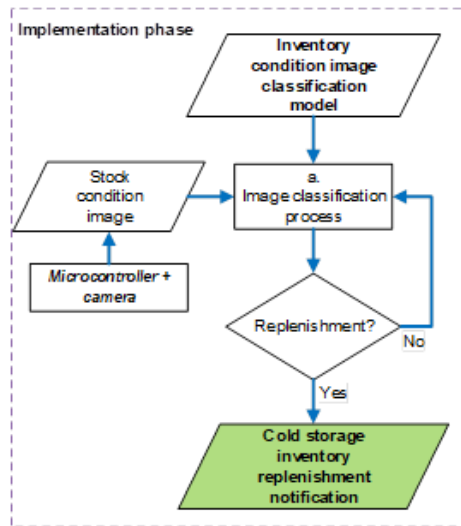 Implementation phase
Inventory
condition image
classification
model
Stock
condition
image
a.
Image classification
process
Microcontroller +
camera
Replenishment?
No
Yes
Cold storage
inventory
replenishment
notification